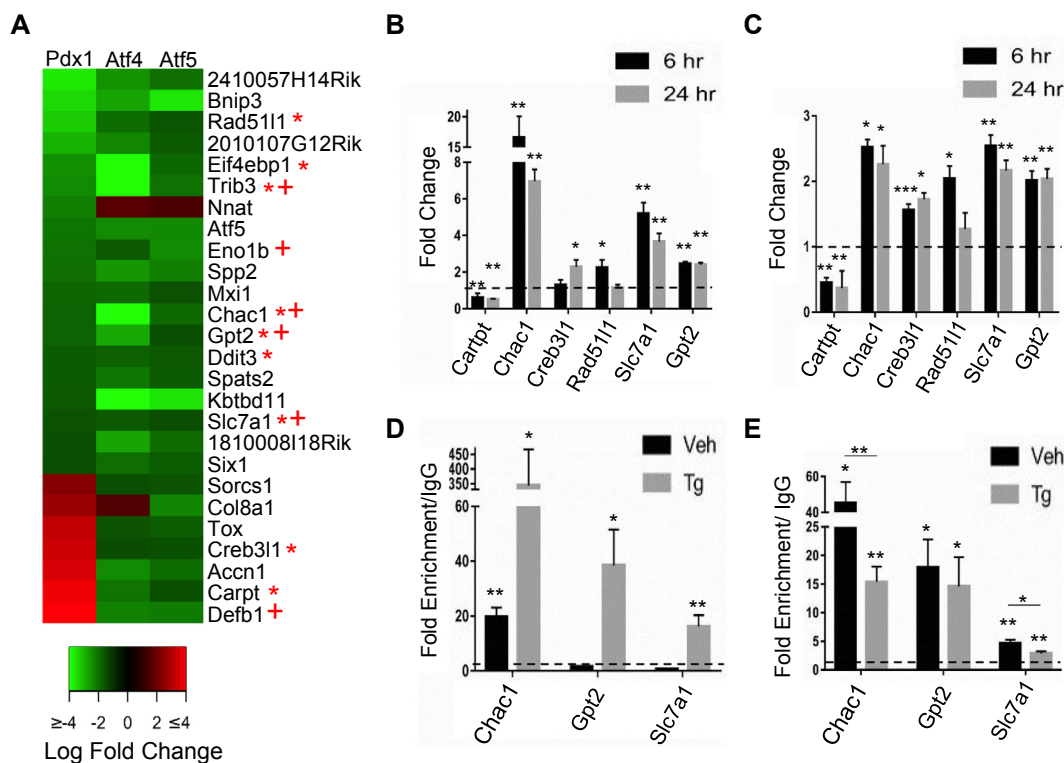 A
Pdx1 Atf4 Atf5
2410057H14Rik
Bnip3
Rad51l1 *
2010107G12Rik
Eif4ebp1 *
Trib3 *+
Nnat
Atf5
Eno1b +
Spp2
Mxi1
Chac1 *+
Gpt2 *+
Ddit3 *
Spats2
Kbtbd11
Slc7a1 *+
1810008I18Rik
Six1
Sorcs1
Col8a1
Tox
Creb3l1 *
Accn1
Carpt *
Defb1 +
≥-4 -2 0 2 ≤4
Log Fold Change
B
6 hr
24 hr
Fold Change
20
15
8
6
4
2
0
** ** ** ** * * ** ** ** **
Cartpt Chac1 Creb3l1 Rad51l1 Slc7a1 Gpt2
C
6 hr
24 hr
Fold Change
3
2
1
0
** ** * * *** * * ** ** ** **
Cartpt Chac1 Creb3l1 Rad51l1 Slc7a1 Gpt2
D
Veh
Tg
Fold Enrichment/IgG
450
400
350
300
250
60
40
20
0
** * * **
Chac1 Gpt2 Slc7a1
E
Veh
Tg
Fold Enrichment/ IgG
60
40
25
20
15
10
5
0
**
* ** * *
*
** **
Chac1 Gpt2 Slc7a1